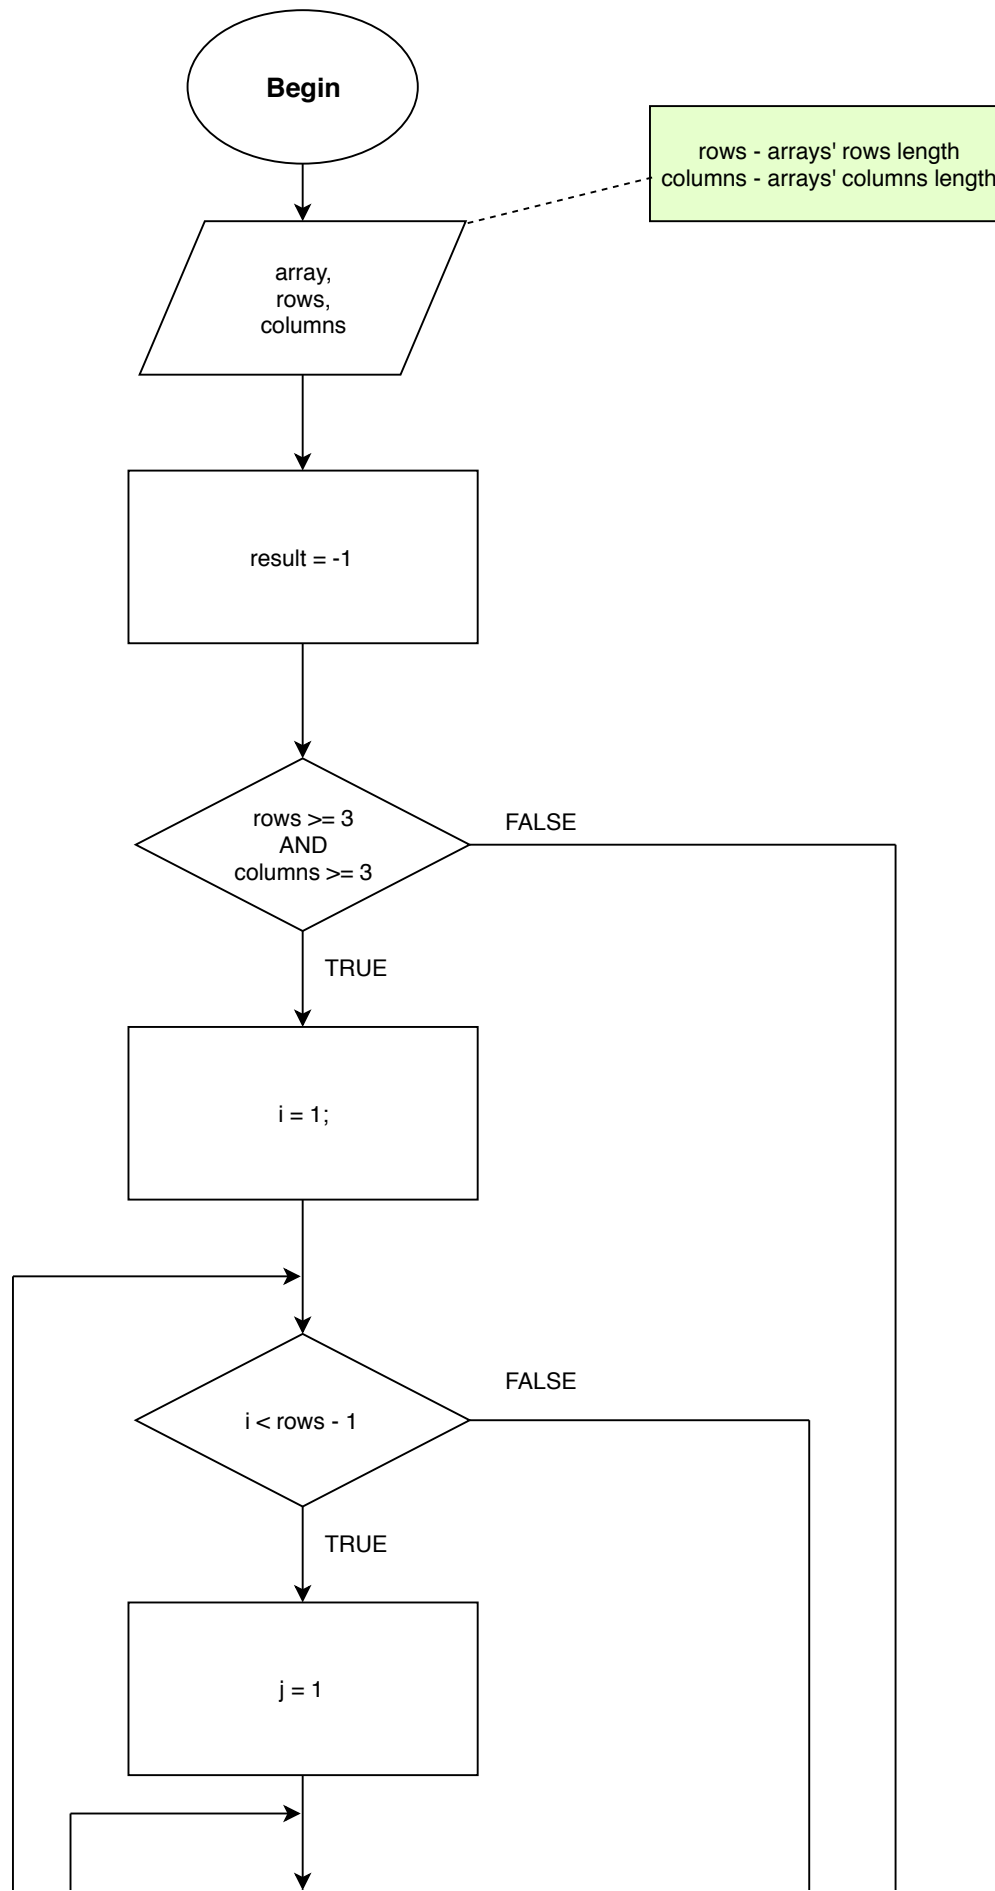 Begin
rows - arrays' rows length
columns - arrays' columns length
array,
rows,
columns
result = -1
rows >= 3
AND
columns >= 3
FALSE
TRUE
i = 1;
FALSE
i < rows - 1
TRUE
j = 1